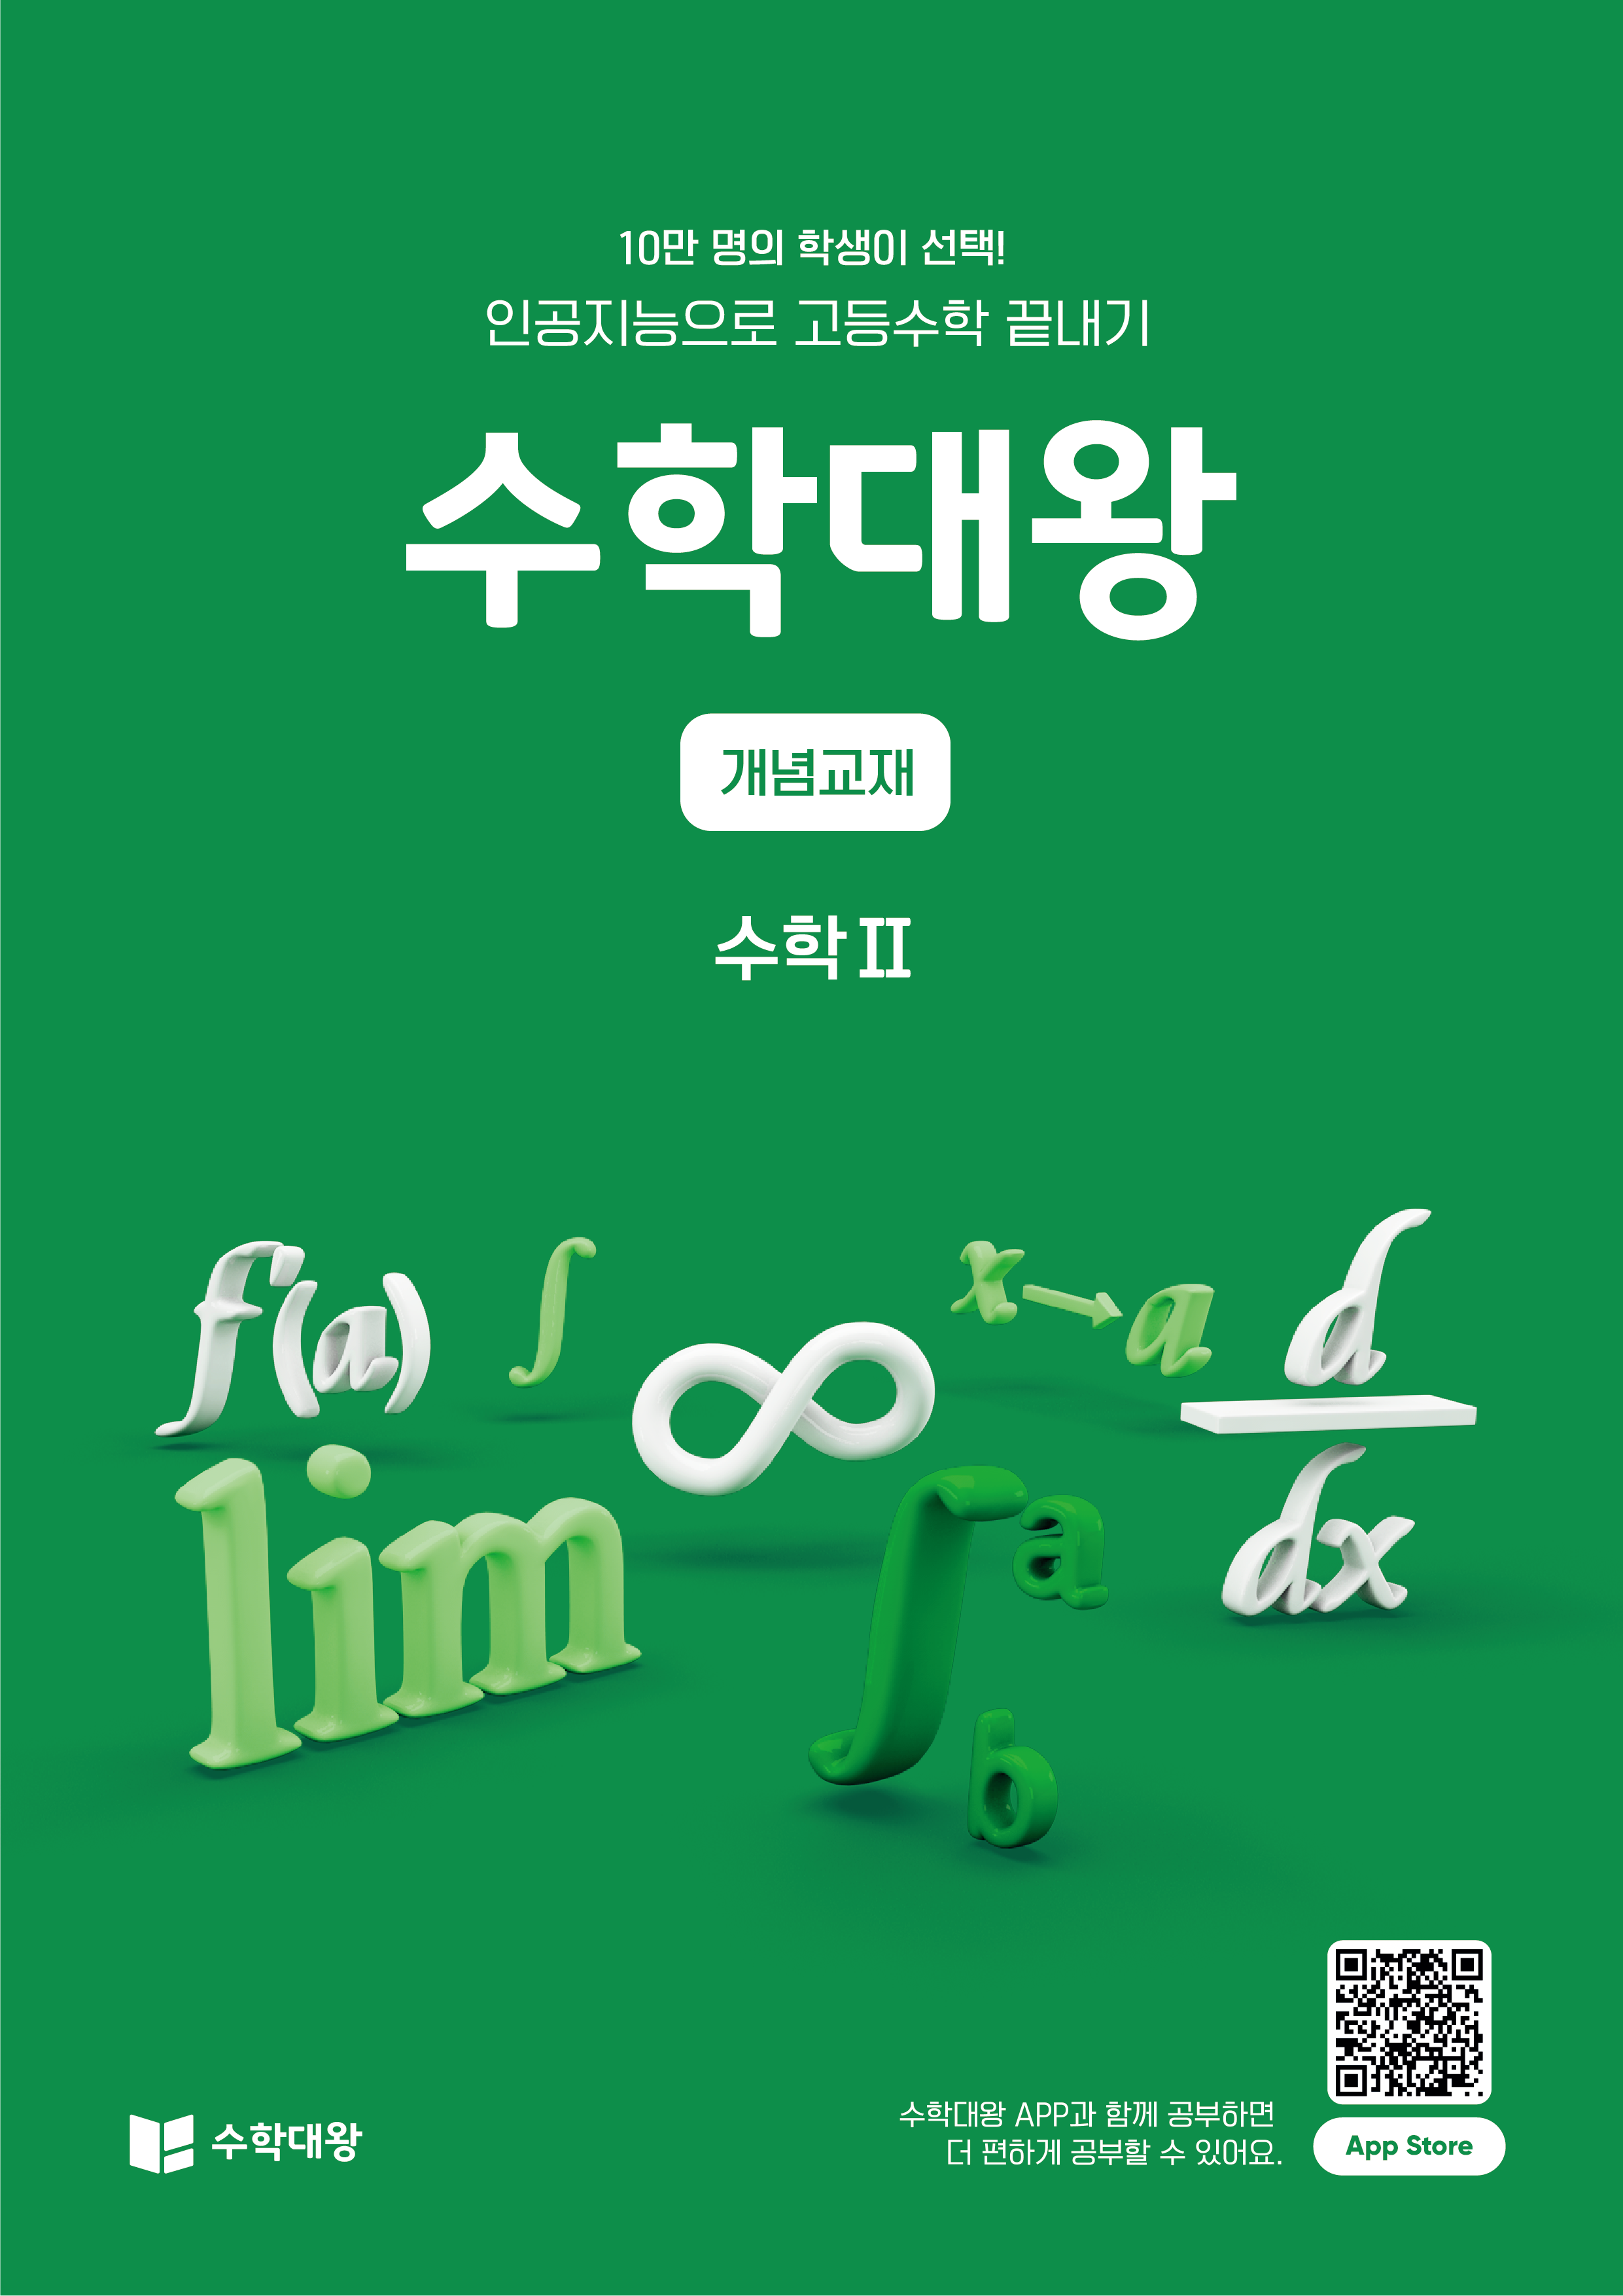 10만 명의 학생이 선택!
인공지능으로 고등수학 끝내기
수학대왕
개념교재
수학 II
f'(a)
∫
x→a
d
dx
∞
lim
∫
a
b
수학대왕
수학대왕 APP과 함께 공부하면
더 편하게 공부할 수 있어요.
App Store